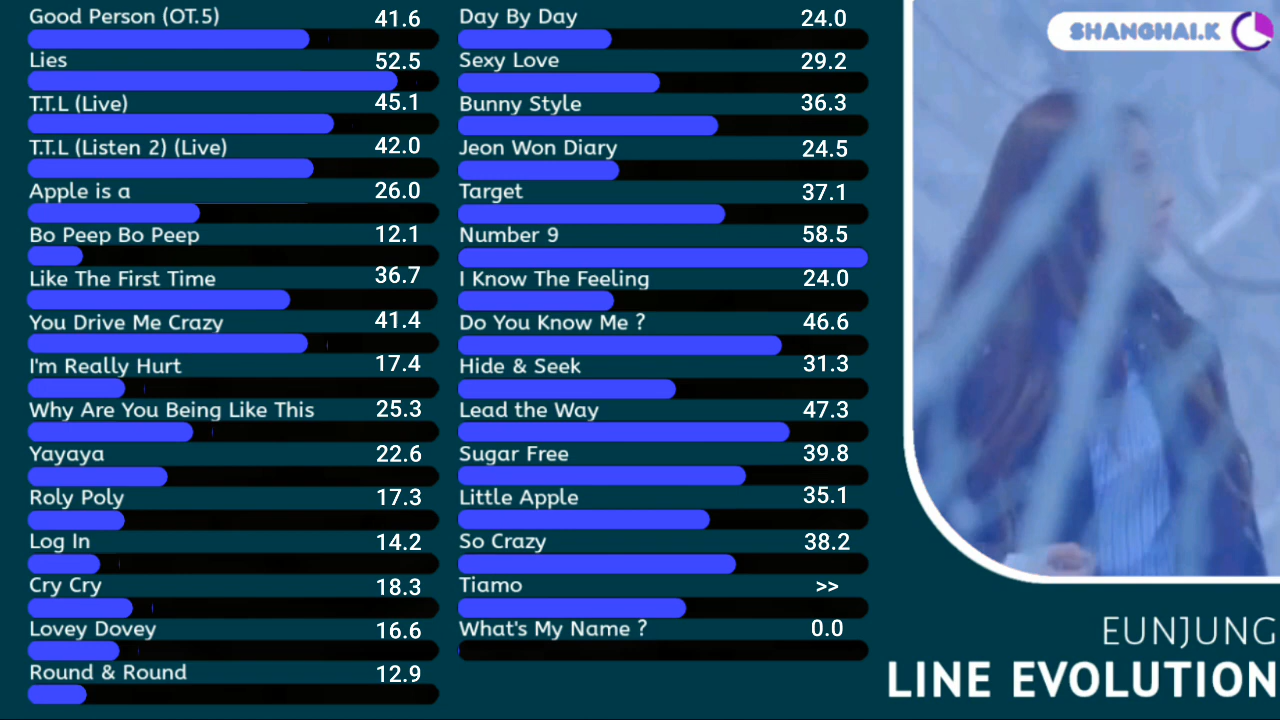 Good Person (OT.5) 41.6
Lies 52.5
T.T.L (Live) 45.1
T.T.L (Listen 2) (Live) 42.0
Apple is a 26.0
Bo Peep Bo Peep 12.1
Like The First Time 36.7
You Drive Me Crazy 41.4
I'm Really Hurt 17.4
Why Are You Being Like This 25.3
Yayaya 22.6
Roly Poly 17.3
Log In 14.2
Cry Cry 18.3
Lovey Dovey 16.6
Round & Round 12.9
Day By Day 24.0
Sexy Love 29.2
Bunny Style 36.3
Jeon Won Diary 24.5
Target 37.1
Number 9 58.5
I Know The Feeling 24.0
Do You Know Me ? 46.6
Hide & Seek 31.3
Lead the Way 47.3
Sugar Free 39.8
Little Apple 35.1
So Crazy 38.2
Tiamo >>
What's My Name ? 0.0
SHANGHAI.K
EUNJUNG
LINE EVOLUTION